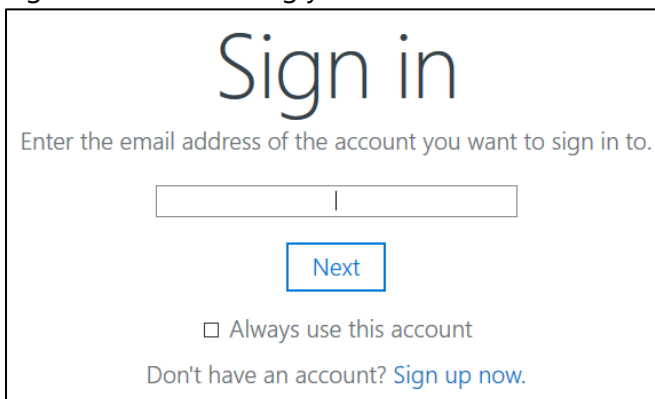 Sign in
Enter the email address of the account you want to sign in to.
Next
Always use this account
Don't have an account? Sign up now.